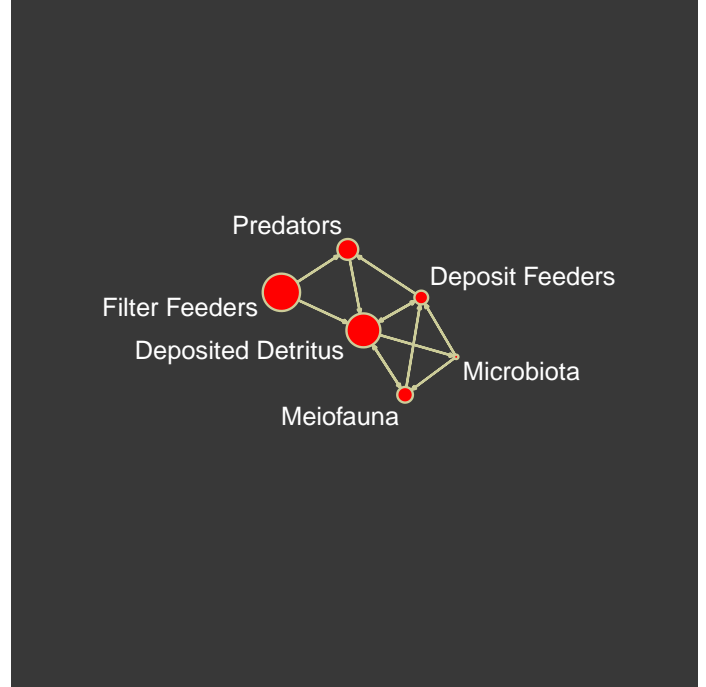 Predators
Deposit Feeders
Filter Feeders
Deposited Detritus
Microbiota
Meiofauna